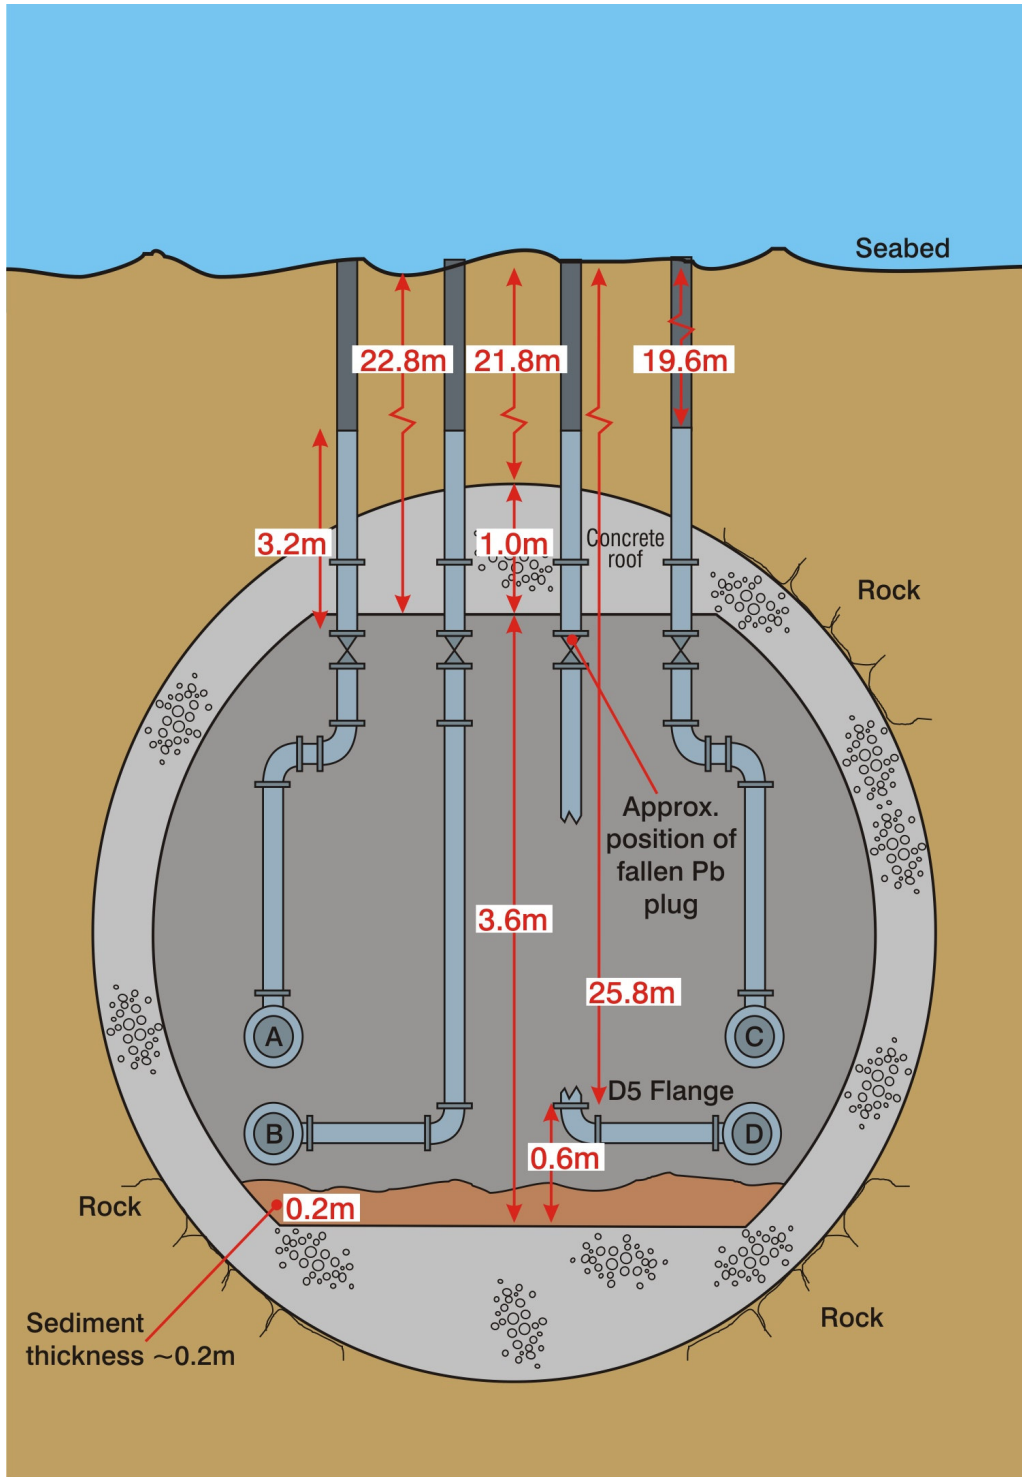 Seabed
22.8m
21.8m
19.6m
3.2m
1.0m
Concrete
roof
Rock
Approx.
position of
fallen Pb
plug
3.6m
25.8m
A
C
D5 Flange
B
D
0.6m
Rock
0.2m
Sediment
thickness ~0.2m
Rock